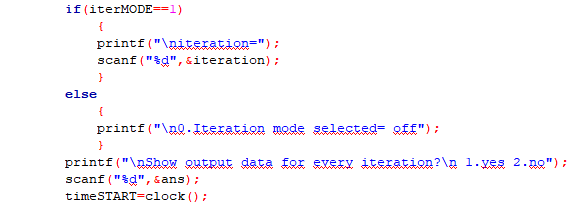 if(iterMODE==1)
{
printf("\niteration=");
scanf("%d",&iteration);
}
else
{
printf("\n0.Iteration mode selected= off");
}
printf("\nShow output data for every iteration?\n 1.yes 2.no");
scanf("%d",&ans);
timeSTART=clock();